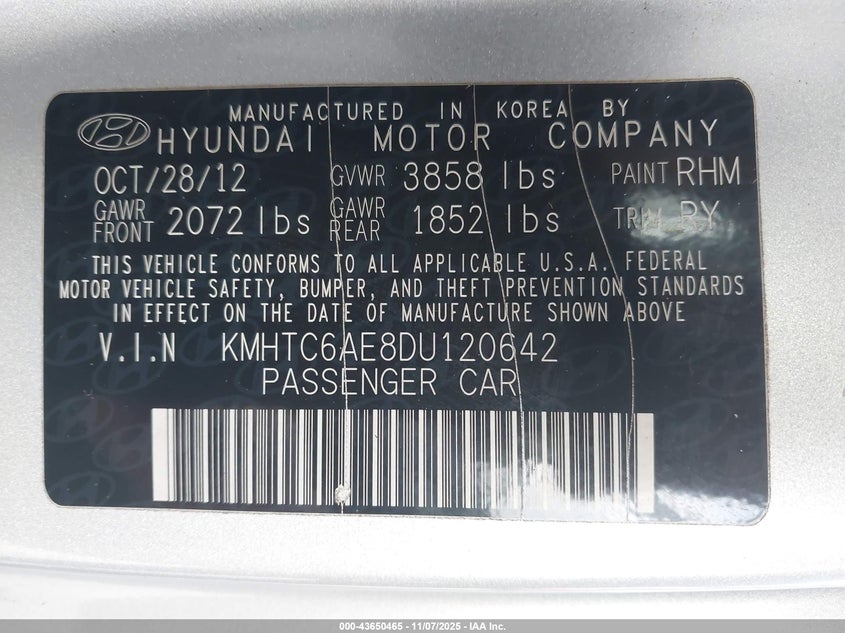 MANUFACTURED IN KOREA BY
HYUNDAI MOTOR COMPANY
OCT/28/12 GVWR 3858 lbs PAINT RHM
GAWR FRONT 2072 lbs GAWR REAR 1852 lbs TRIM RY
THIS VEHICLE CONFORMS TO ALL APPLICABLE U.S.A. FEDERAL
MOTOR VEHICLE SAFETY, BUMPER, AND THEFT PREVENTION STANDARDS
IN EFFECT ON THE DATE OF MANUFACTURE SHOWN ABOVE
V.I.N KMHTC6AE8DU120642
PASSENGER CAR
000-43650465 - 11/07/2025 - IAA Inc.